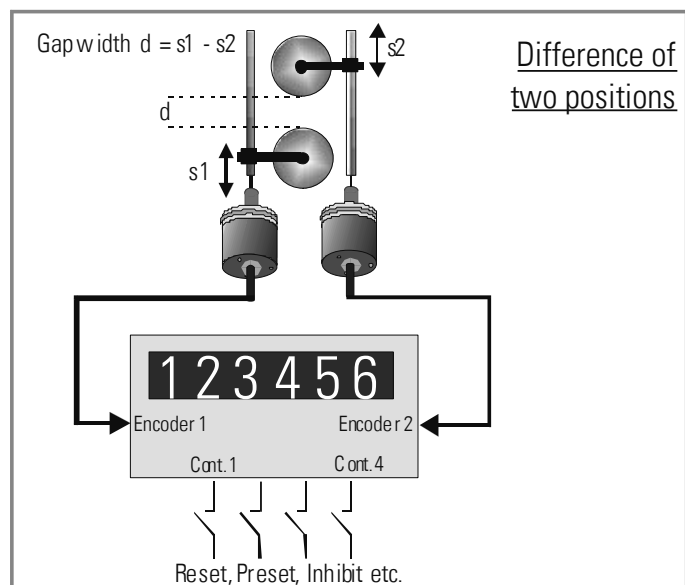 Gap width d = s1 - s2
s2
Difference of
two positions
d
s1
123456
Encoder 1
Encoder 2
Cont.1
Cont.4
Reset, Preset, Inhibit etc.